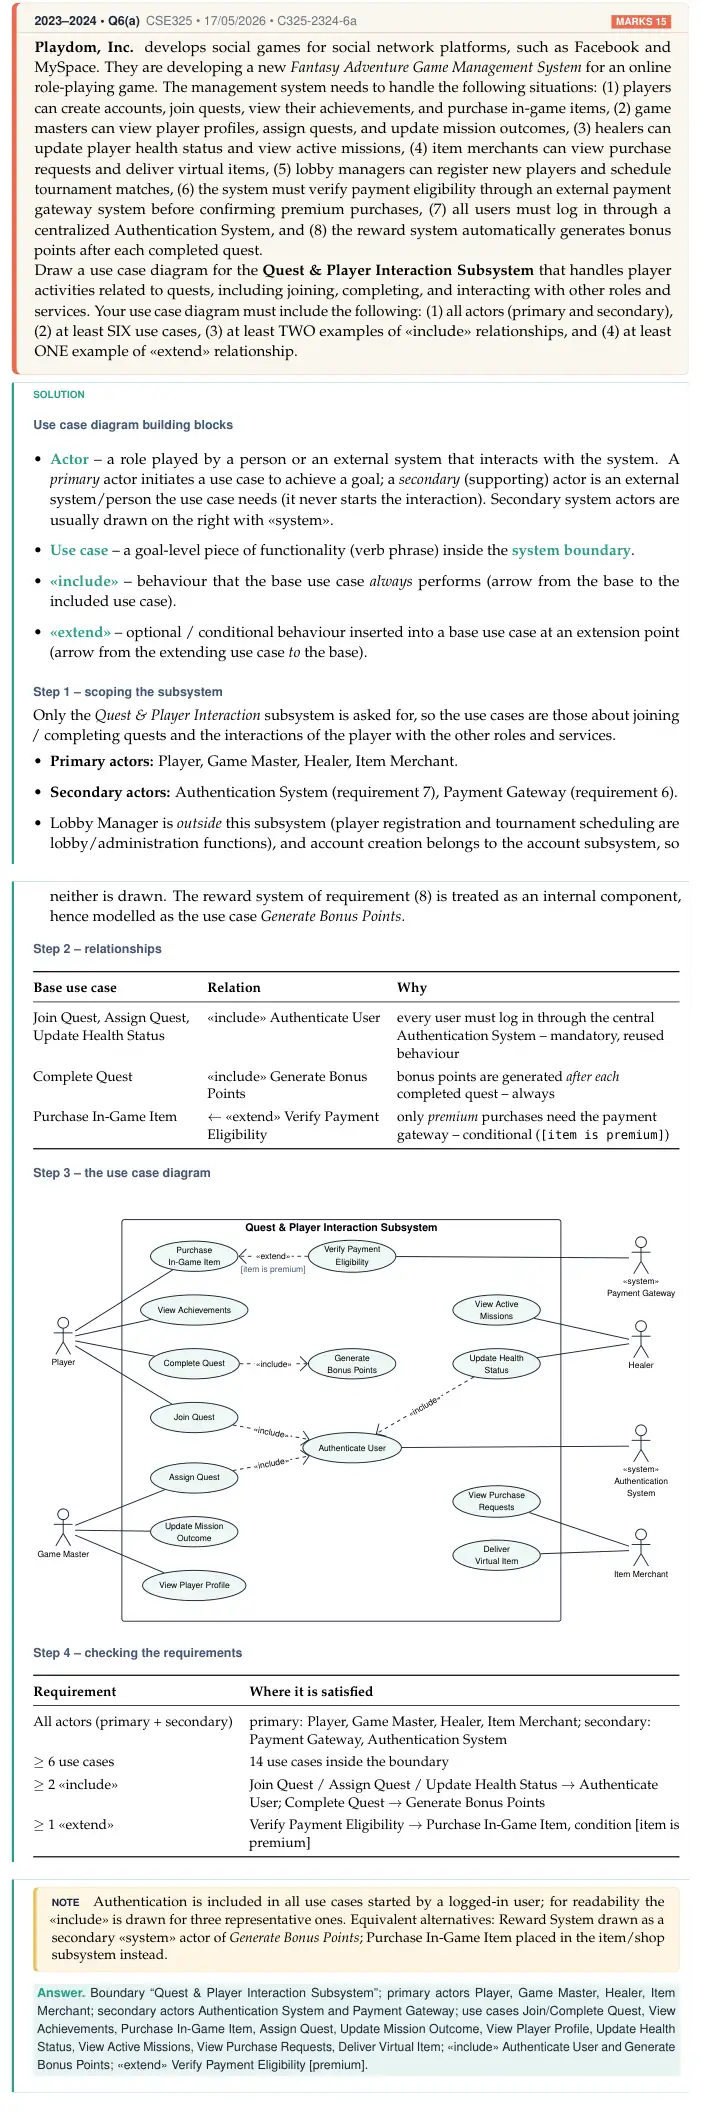 2023–2024 • Q6(a) CSE325 • 17/05/2026 • C325-2324-6a MARKS 15
Playdom, Inc. develops social games for social network platforms, such as Facebook and
MySpace. They are developing a new Fantasy Adventure Game Management System for an online
role-playing game. The management system needs to handle the following situations: (1) players
can create accounts, join quests, view their achievements, and purchase in-game items, (2) game
masters can view player profiles, assign quests, and update mission outcomes, (3) healers can
update player health status and view active missions, (4) item merchants can view purchase
requests and deliver virtual items, (5) lobby managers can register new players and schedule
tournament matches, (6) the system must verify payment eligibility through an external payment
gateway system before confirming premium purchases, (7) all users must log in through a
centralized Authentication System, and (8) the reward system automatically generates bonus
points after each completed quest.
Draw a use case diagram for the Quest & Player Interaction Subsystem that handles player
activities related to quests, including joining, completing, and interacting with other roles and
services. Your use case diagram must include the following: (1) all actors (primary and secondary),
(2) at least SIX use cases, (3) at least TWO examples of «include» relationships, and (4) at least
ONE example of «extend» relationship.
SOLUTION
Use case diagram building blocks
• Actor – a role played by a person or an external system that interacts with the system. A
primary actor initiates a use case to achieve a goal; a secondary (supporting) actor is an external
system/person the use case needs (it never starts the interaction). Secondary system actors are
usually drawn on the right with «system».
• Use case – a goal-level piece of functionality (verb phrase) inside the system boundary.
• «include» – behaviour that the base use case always performs (arrow from the base to the
included use case).
• «extend» – optional / conditional behaviour inserted into a base use case at an extension point
(arrow from the extending use case to the base).
Step 1 – scoping the subsystem
Only the Quest & Player Interaction subsystem is asked for, so the use cases are those about joining
/ completing quests and the interactions of the player with the other roles and services.
• Primary actors: Player, Game Master, Healer, Item Merchant.
• Secondary actors: Authentication System (requirement 7), Payment Gateway (requirement 6).
• Lobby Manager is outside this subsystem (player registration and tournament scheduling are
lobby/administration functions), and account creation belongs to the account subsystem, so
neither is drawn. The reward system of requirement (8) is treated as an internal component,
hence modelled as the use case Generate Bonus Points.
Step 2 – relationships
Base use case Relation Why
Join Quest, Assign Quest, «include» Authenticate User every user must log in through the central
Update Health Status Authentication System – mandatory, reused
behaviour
Complete Quest «include» Generate Bonus bonus points are generated after each
Points completed quest – always
Purchase In-Game Item ← «extend» Verify Payment only premium purchases need the payment
Eligibility gateway – conditional ([item is premium])
Step 3 – the use case diagram
Quest & Player Interaction Subsystem
Purchase
In-Game Item
«extend»
[item is premium]
Verify Payment
Eligibility
«system»
Payment Gateway
View Achievements
View Active
Missions
Player
Complete Quest
«include»
Generate
Bonus Points
Update Health
Status
Healer
Join Quest
«include»
«include»
Authenticate User
«include»
Assign Quest
«system»
Authentication
System
View Purchase
Requests
Game Master
Update Mission
Outcome
Deliver
Virtual Item
Item Merchant
View Player Profile
Step 4 – checking the requirements
Requirement Where it is satisfied
All actors (primary + secondary) primary: Player, Game Master, Healer, Item Merchant; secondary:
Payment Gateway, Authentication System
≥ 6 use cases 14 use cases inside the boundary
≥ 2 «include» Join Quest / Assign Quest / Update Health Status → Authenticate
User; Complete Quest → Generate Bonus Points
≥ 1 «extend» Verify Payment Eligibility → Purchase In-Game Item, condition [item is
premium]
NOTE Authentication is included in all use cases started by a logged-in user; for readability the
«include» is drawn for three representative ones. Equivalent alternatives: Reward System drawn as a
secondary «system» actor of Generate Bonus Points; Purchase In-Game Item placed in the item/shop
subsystem instead.
Answer. Boundary “Quest & Player Interaction Subsystem”; primary actors Player, Game Master, Healer, Item
Merchant; secondary actors Authentication System and Payment Gateway; use cases Join/Complete Quest, View
Achievements, Purchase In-Game Item, Assign Quest, Update Mission Outcome, View Player Profile, Update Health
Status, View Active Missions, View Purchase Requests, Deliver Virtual Item; «include» Authenticate User and Generate
Bonus Points; «extend» Verify Payment Eligibility [premium].